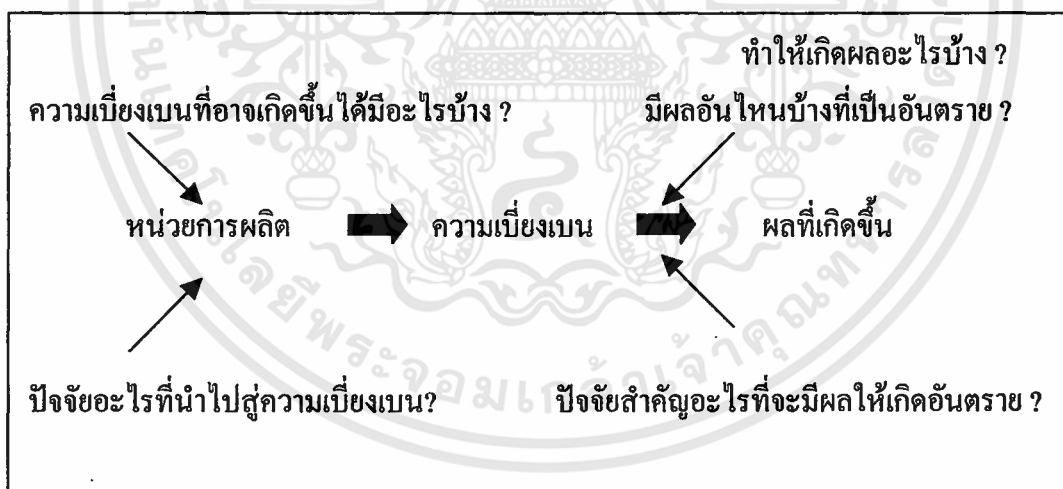 ทำให้เกิดผลอะไรบ้าง ?
ความเบี่ยงเบนที่อาจเกิดขึ้นได้มีอะไรบ้าง ? มีผลอันไหนบ้างที่เป็นอันตราย ?
หน่วยการผลิต ความเบี่ยงเบน ผลที่เกิดขึ้น
ปัจจัยอะไรที่นำไปสู่ความเบี่ยงเบน? ปัจจัยสำคัญอะไรที่จะมีผลให้เกิดอันตราย ?